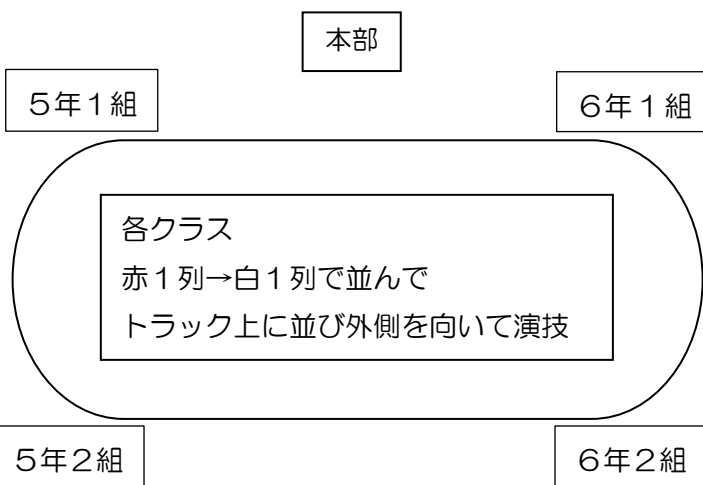 本部
５年１組
６年１組
各クラス
赤１列→白１列で並んで
トラック上に並び外側を向いて演技
５年２組
６年２組